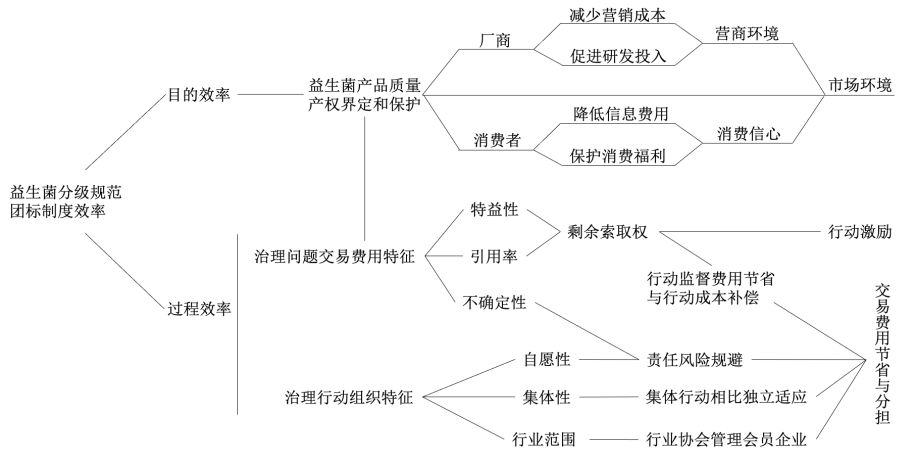 减少营销成本
厂商
营商环境
促进研发投入
目的效率
益生菌产品质量
产权界定和保护
市场环境
降低信息费用
消费者
消费信心
保护消费福利
益生菌分级规范
团标制度效率
特益性
剩余索取权
行动激励
治理问题交易费用特征
引用率
行动监督费用节省
与行动成本补偿
过程效率
不确定性
交易费用节省与分担
自愿性
责任风险规避
治理行动组织特征
集体性
集体行动相比独立适应
行业范围
行业协会管理会员企业